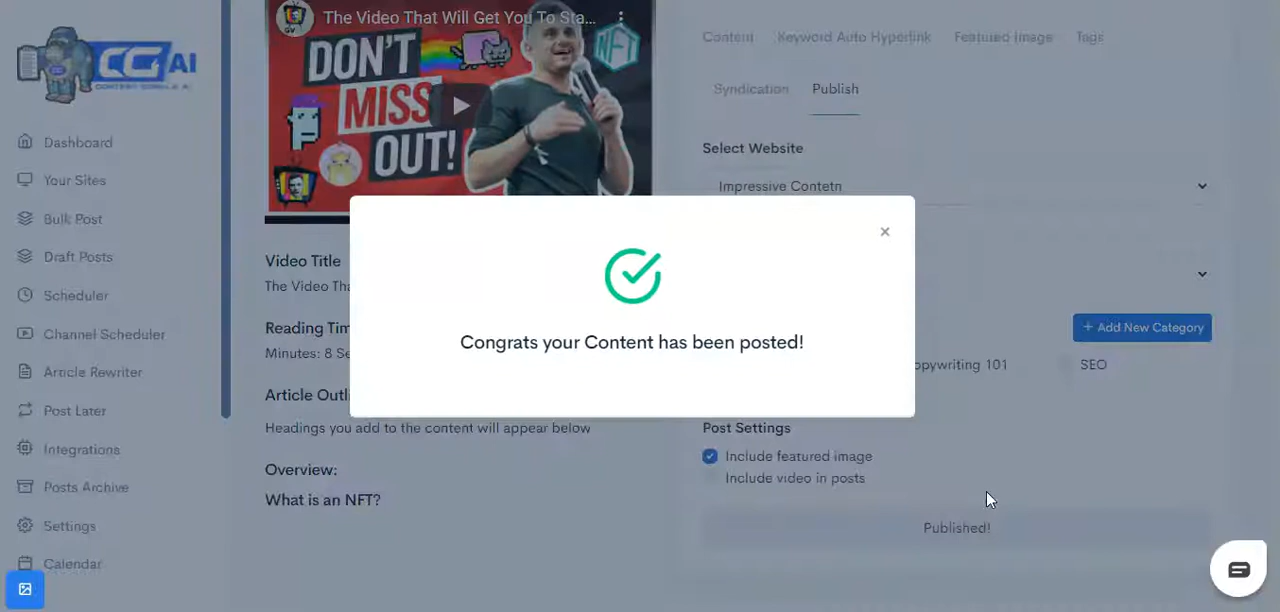 CG AI
CONTENT GORILLA AI
Dashboard
Your Sites
Bulk Post
Draft Posts
Scheduler
Channel Scheduler
Article Rewriter
Post Later
Integrations
Posts Archive
Settings
Calendar
GV
The Video That Will Get You To Sta...
DON'T
MISS
OUT!
NFT
Video Title
The Video Tha
Reading Tim
Minutes: 8 Se
Article Outli
Headings you add to the content will appear below
Overview:
What is an NFT?
Content Keyword Auto Hyperlink Featured Image Tags
Syndication Publish
Select Website
Impressive Contetn
+ Add New Category
opywriting 101 SEO
Post Settings
Include featured image
Include video in posts
Published!
×
Congrats your Content has been posted!